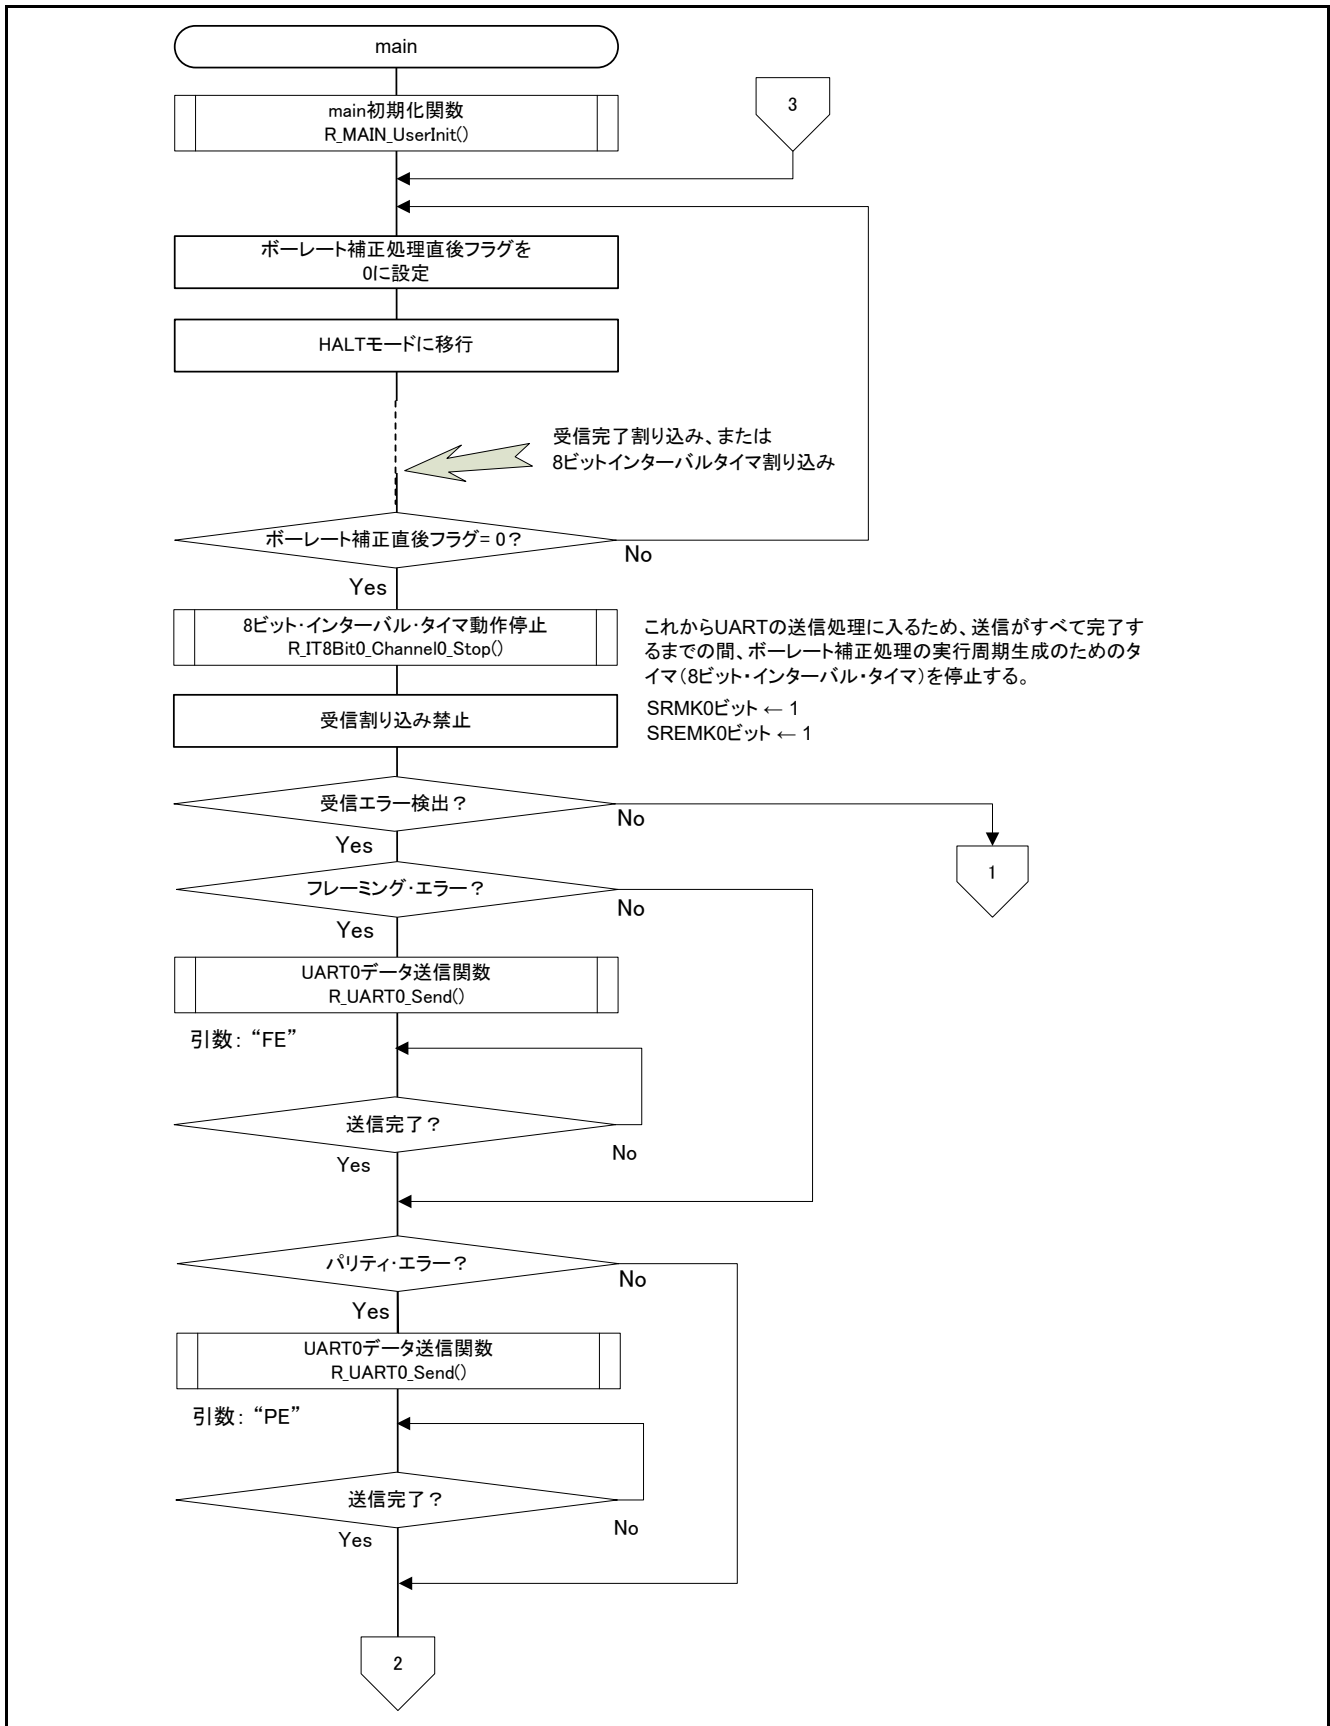 main
main初期化関数
R_MAIN_UserInit()
3
ボーレート補正処理直後フラグを
0に設定
HALTモードに移行
受信完了割り込み、または
8ビットインターバルタイマ割り込み
ボーレート補正直後フラグ= 0？
No
Yes
8ビット・インターバル・タイマ動作停止
R_IT8Bit0_Channel0_Stop()
これからUARTの送信処理に入るため、送信がすべて完了す
るまでの間、ボーレート補正処理の実行周期生成のためのタ
イマ（8ビット・インターバル・タイマ）を停止する。
受信割り込み禁止
SRMK0ビット ← 1
SREMK0ビット ← 1
受信エラー検出？
No
Yes
1
フレーミング・エラー？
No
Yes
UART0データ送信関数
R_UART0_Send()
引数： “FE”
送信完了？
No
Yes
パリティ・エラー？
No
Yes
UART0データ送信関数
R_UART0_Send()
引数： “PE”
送信完了？
No
Yes
2